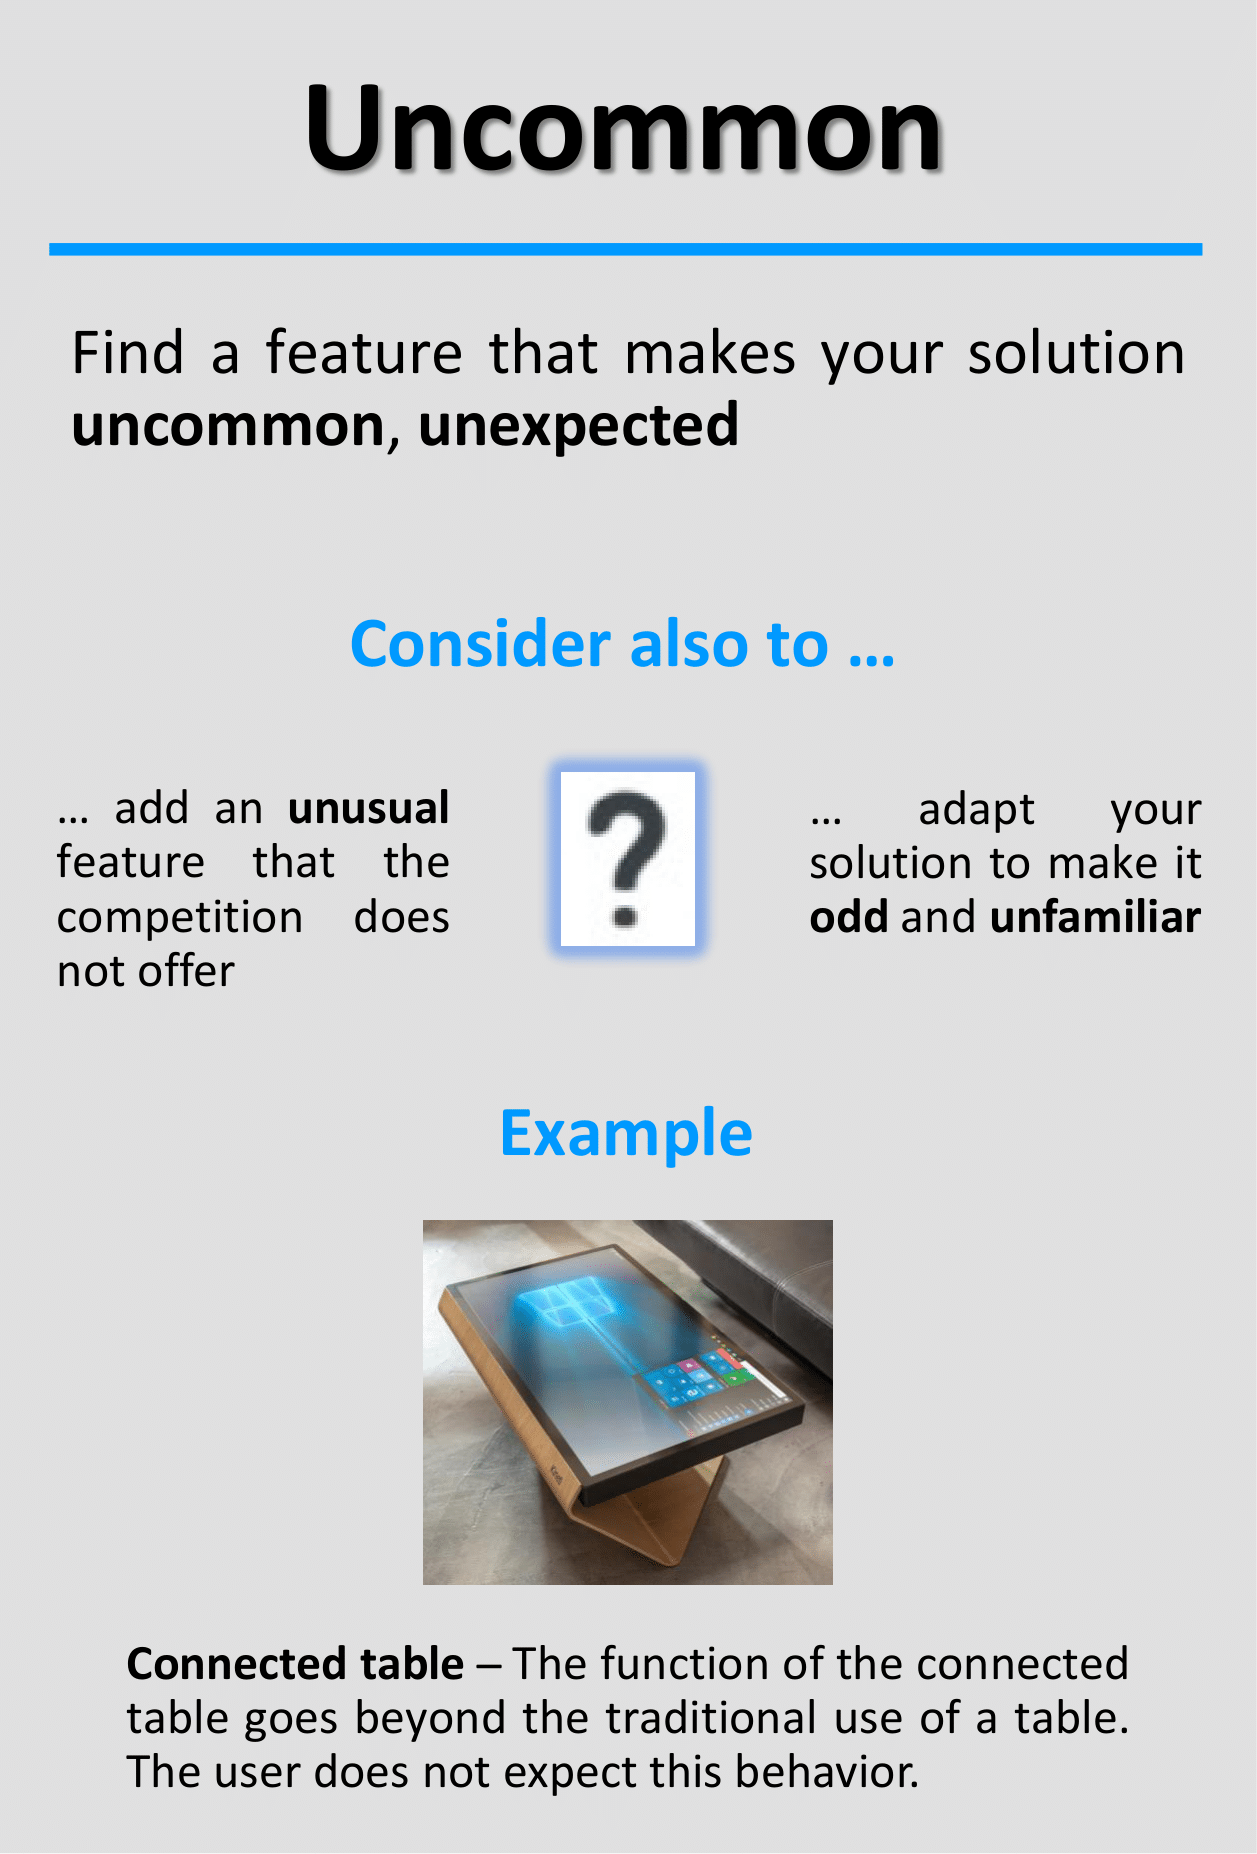 Uncommon
Find a feature that makes your solution
uncommon, unexpected
Consider also to ...
... add an unusual
feature that the
competition does
not offer
?
... adapt your
solution to make it
odd and unfamiliar
Example
Connected table – The function of the connected
table goes beyond the traditional use of a table.
The user does not expect this behavior.